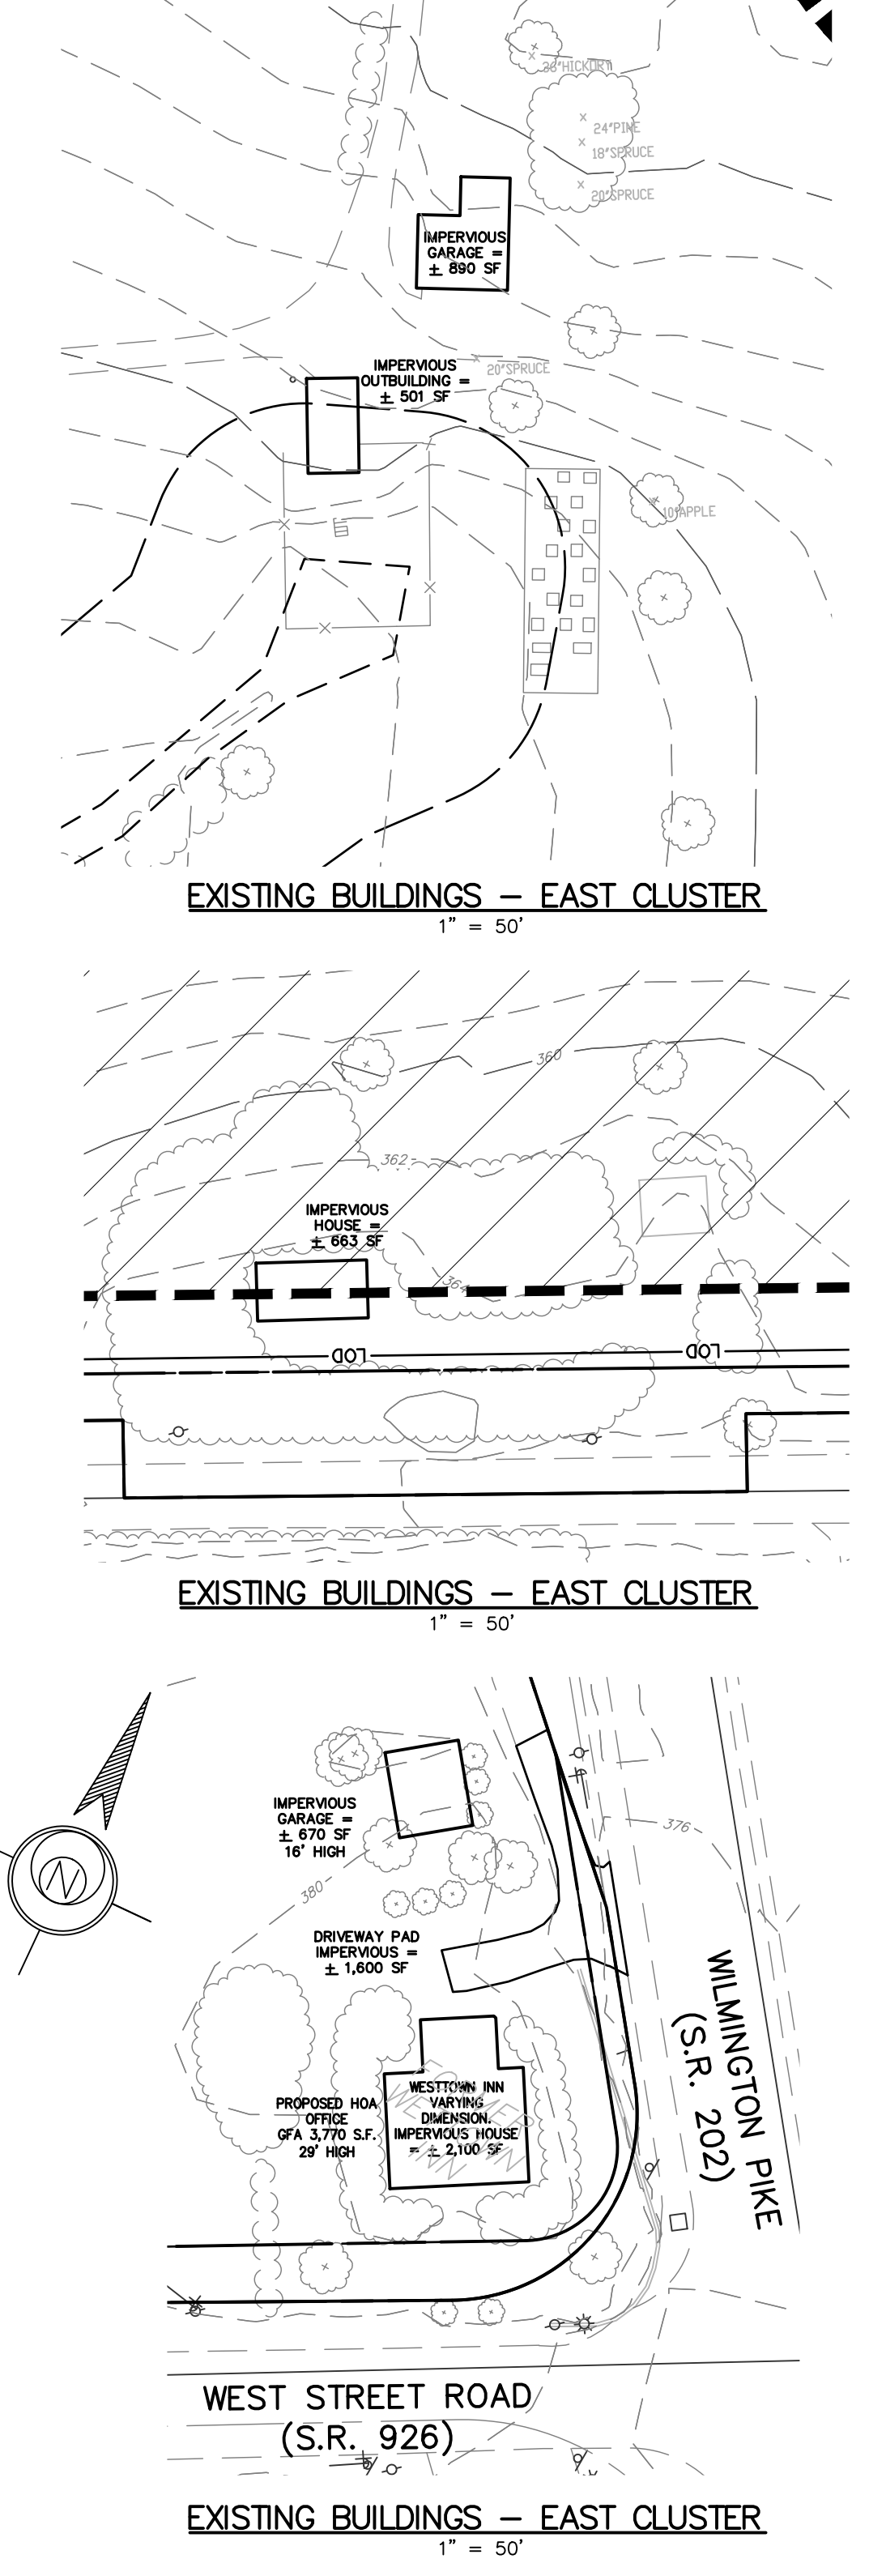 26"HICKORY
24"PINE
18"SPRUCE
20"SPRUCE
IMPERVIOUS
GARAGE =
± 890 SF
IMPERVIOUS
OUTBUILDING =
± 501 SF
20"SPRUCE
10"APPLE
EXISTING BUILDINGS – EAST CLUSTER
1" = 50'
360
362
IMPERVIOUS
HOUSE =
± 663 SF
364
LOD
LOD
EXISTING BUILDINGS – EAST CLUSTER
1" = 50'
N
376
IMPERVIOUS
GARAGE =
± 670 SF
16' HIGH
380
DRIVEWAY PAD
IMPERVIOUS =
± 1,600 SF
WILMINGTON PIKE
(S.R. 202)
PROPOSED HOA
OFFICE
GFA 3,770 S.F.
29' HIGH
WESTTOWN INN
VARYING
DIMENSION.
IMPERVIOUS HOUSE
= ± 2,100 SF
FORMER
WESTTOWN
INN
WEST STREET ROAD
(S.R. 926)
EXISTING BUILDINGS – EAST CLUSTER
1" = 50'